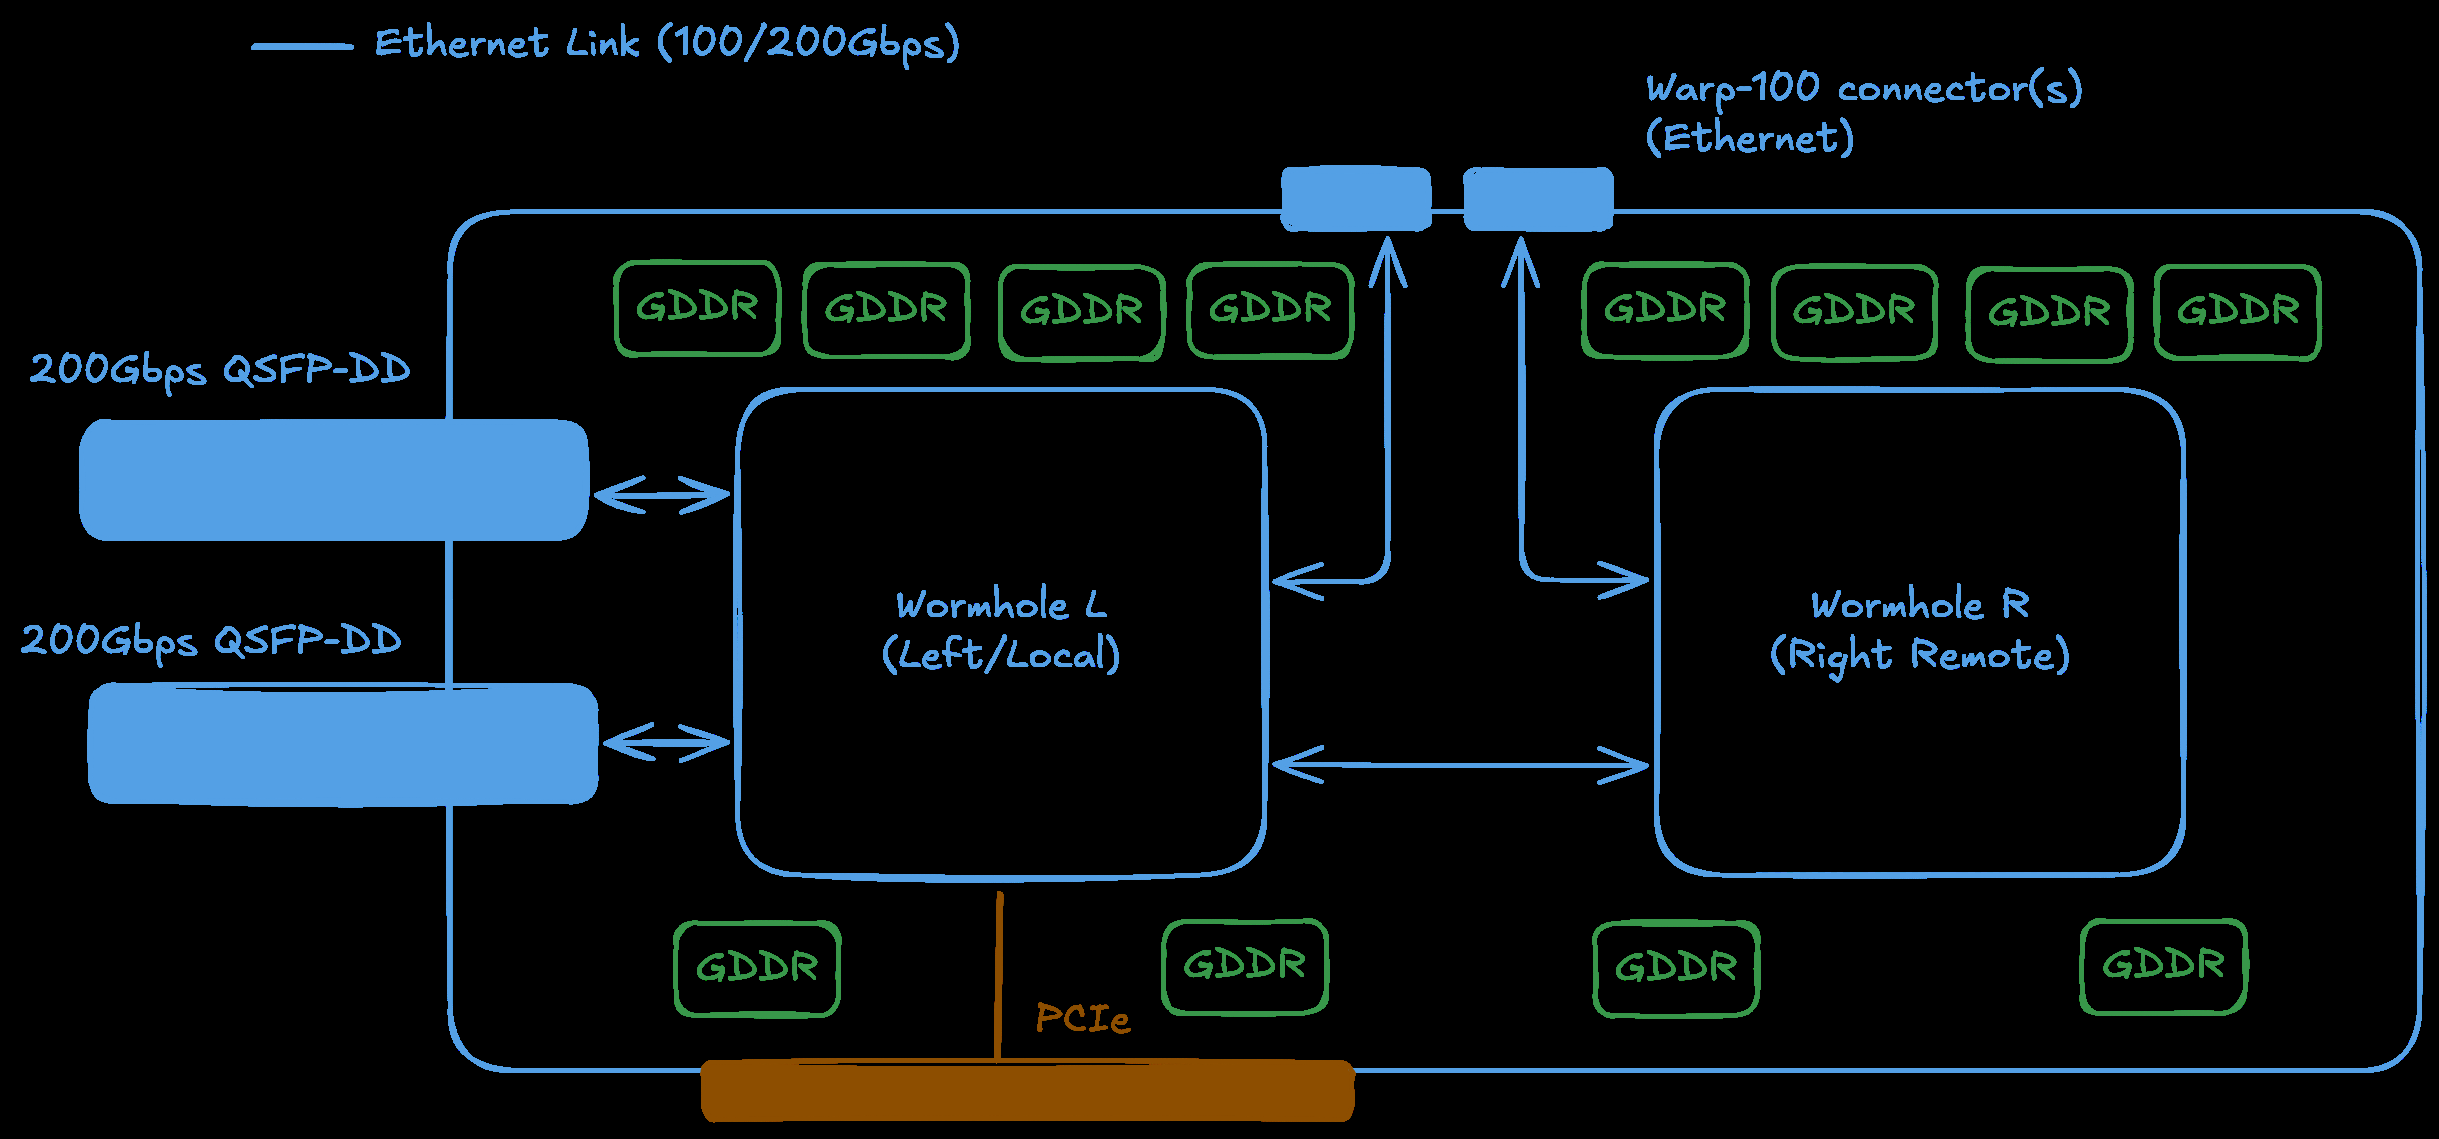 Ethernet Link (100/200Gbps)
Warp-100 connector(s)
(Ethernet)
GDDR
GDDR
GDDR
GDDR
GDDR
GDDR
GDDR
GDDR
200Gbps QSFP-DD
200Gbps QSFP-DD
Wormhole L
(Left/Local)
Wormhole R
(Right Remote)
GDDR
GDDR
GDDR
GDDR
PCIe